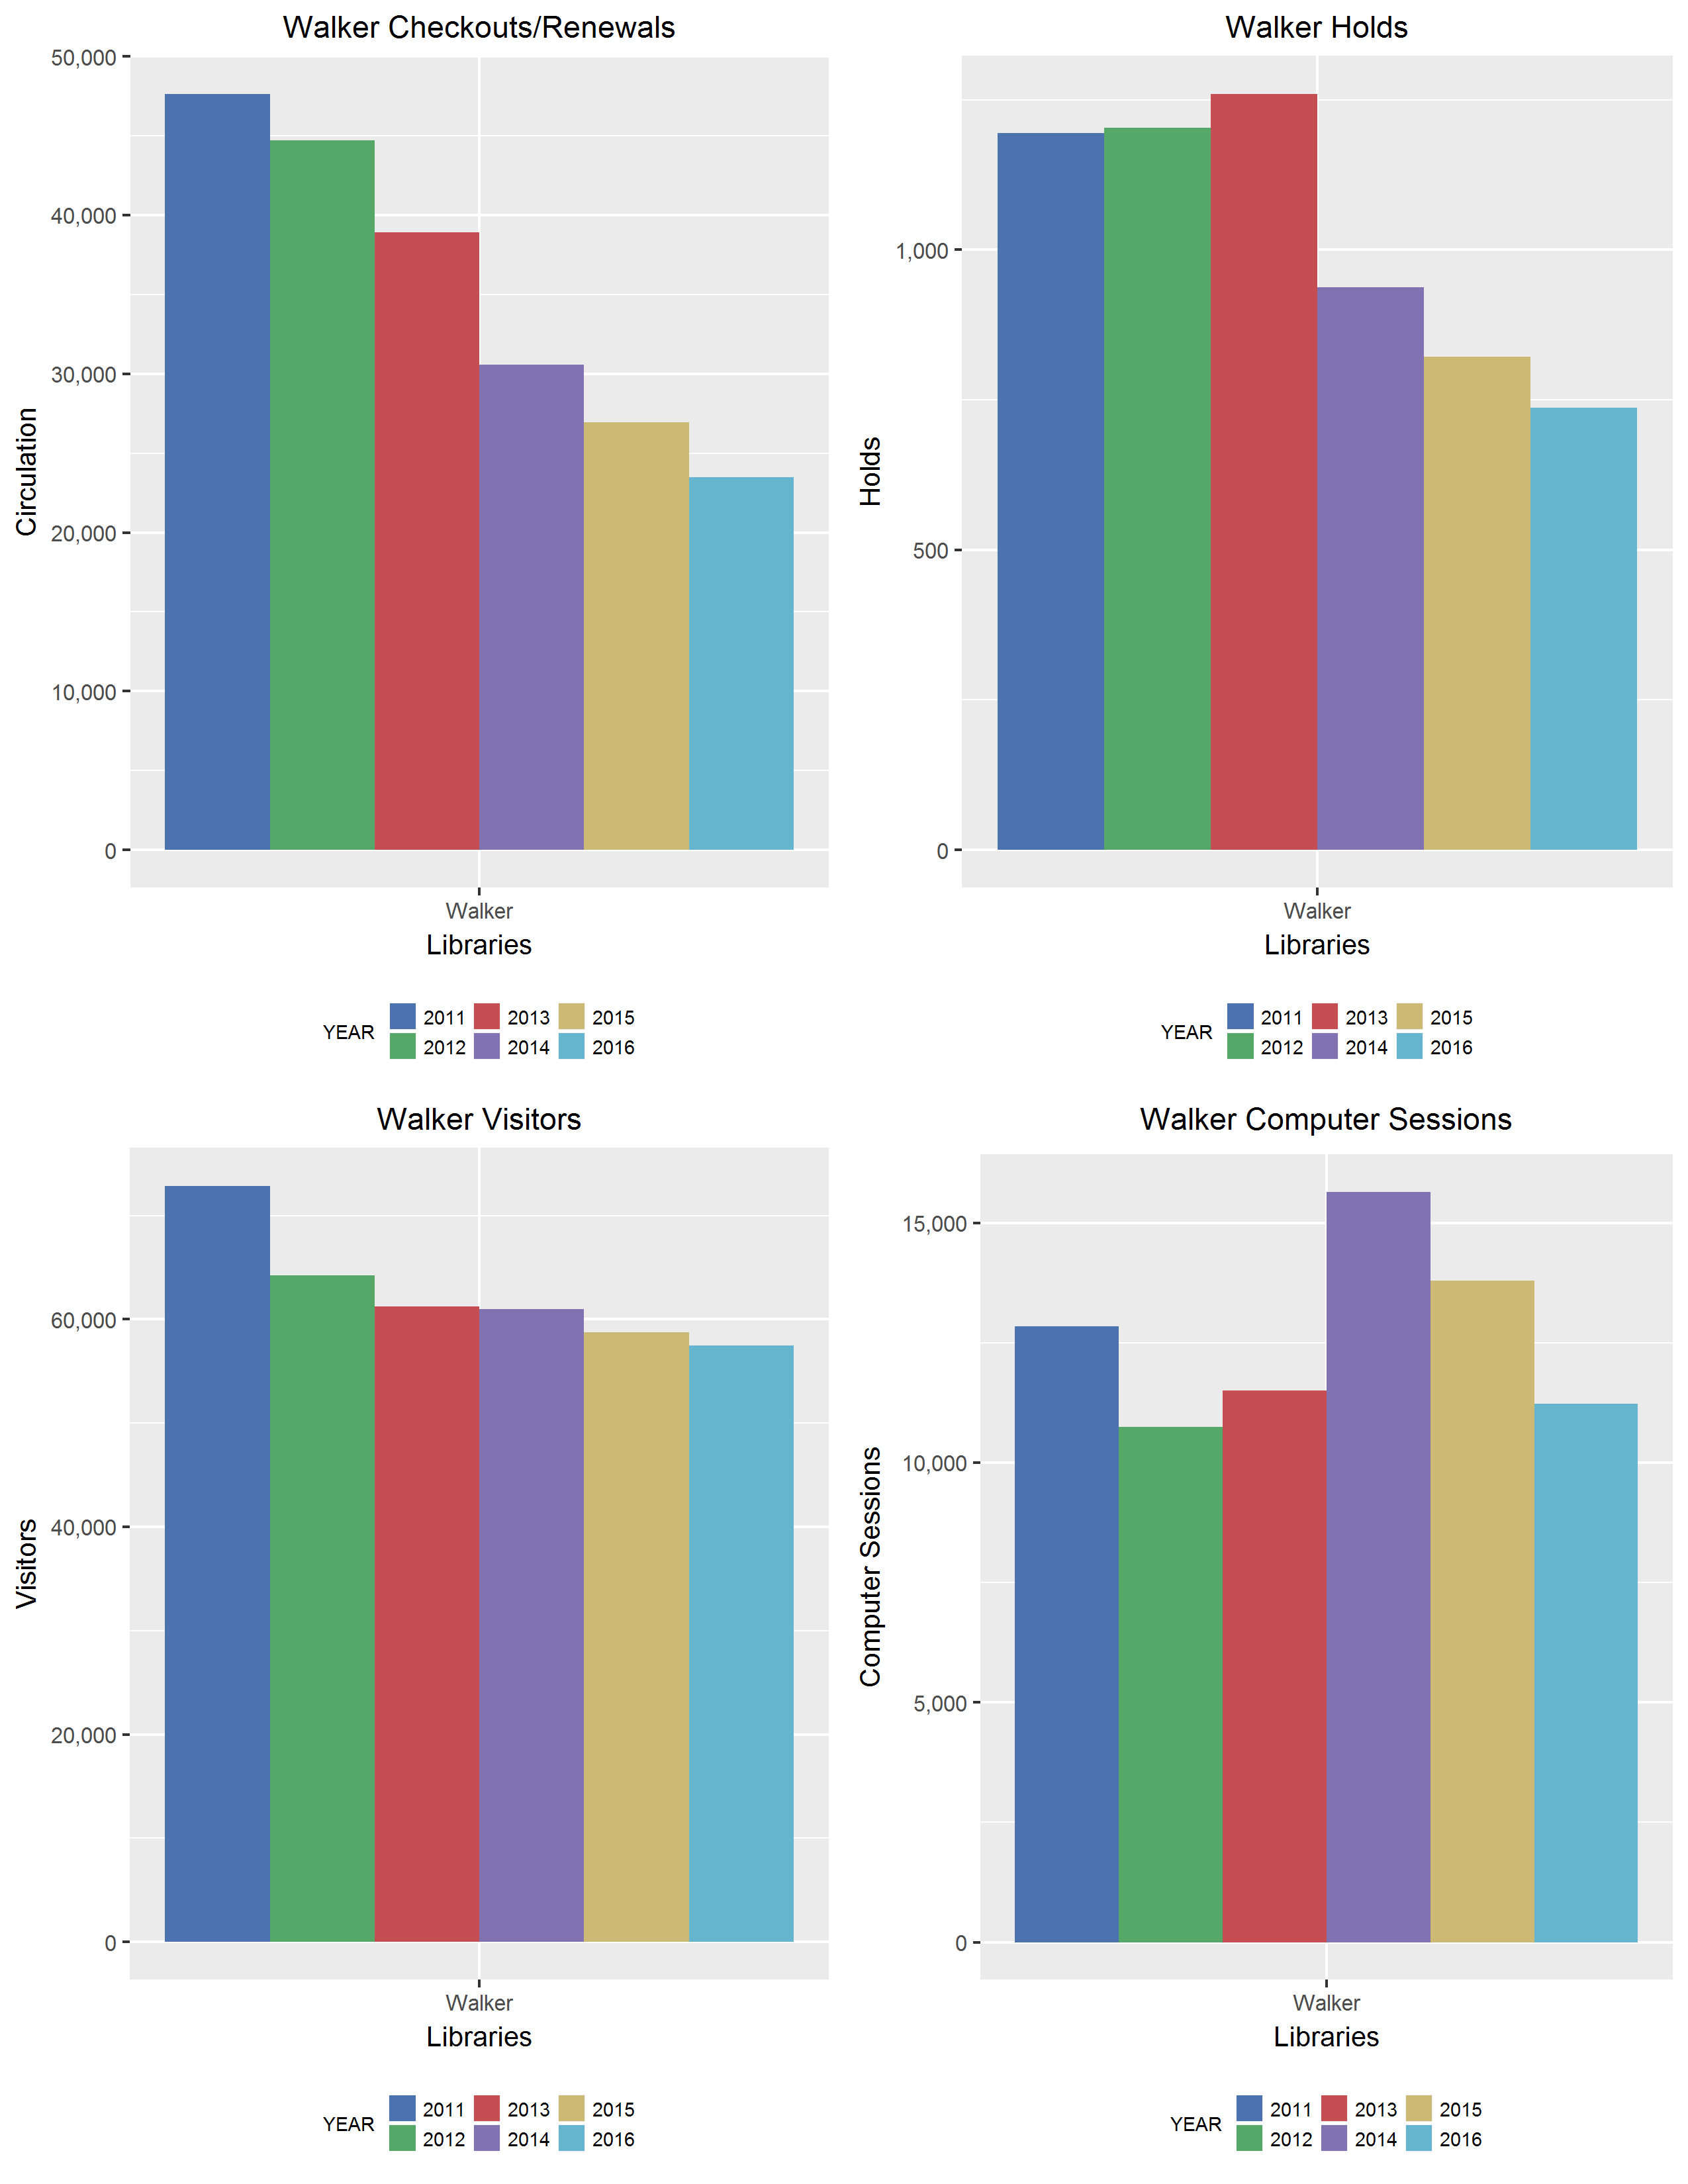 Walker Checkouts/Renewals
50,000
40,000
30,000
20,000
10,000
0
Circulation
Walker
Libraries
YEAR
2011 2013 2015
2012 2014 2016
Walker Holds
1,000
500
0
Holds
Walker
Libraries
YEAR
2011 2013 2015
2012 2014 2016
Walker Visitors
60,000
40,000
20,000
0
Visitors
Walker
Libraries
YEAR
2011 2013 2015
2012 2014 2016
Walker Computer Sessions
15,000
10,000
5,000
0
Computer Sessions
Walker
Libraries
YEAR
2011 2013 2015
2012 2014 2016